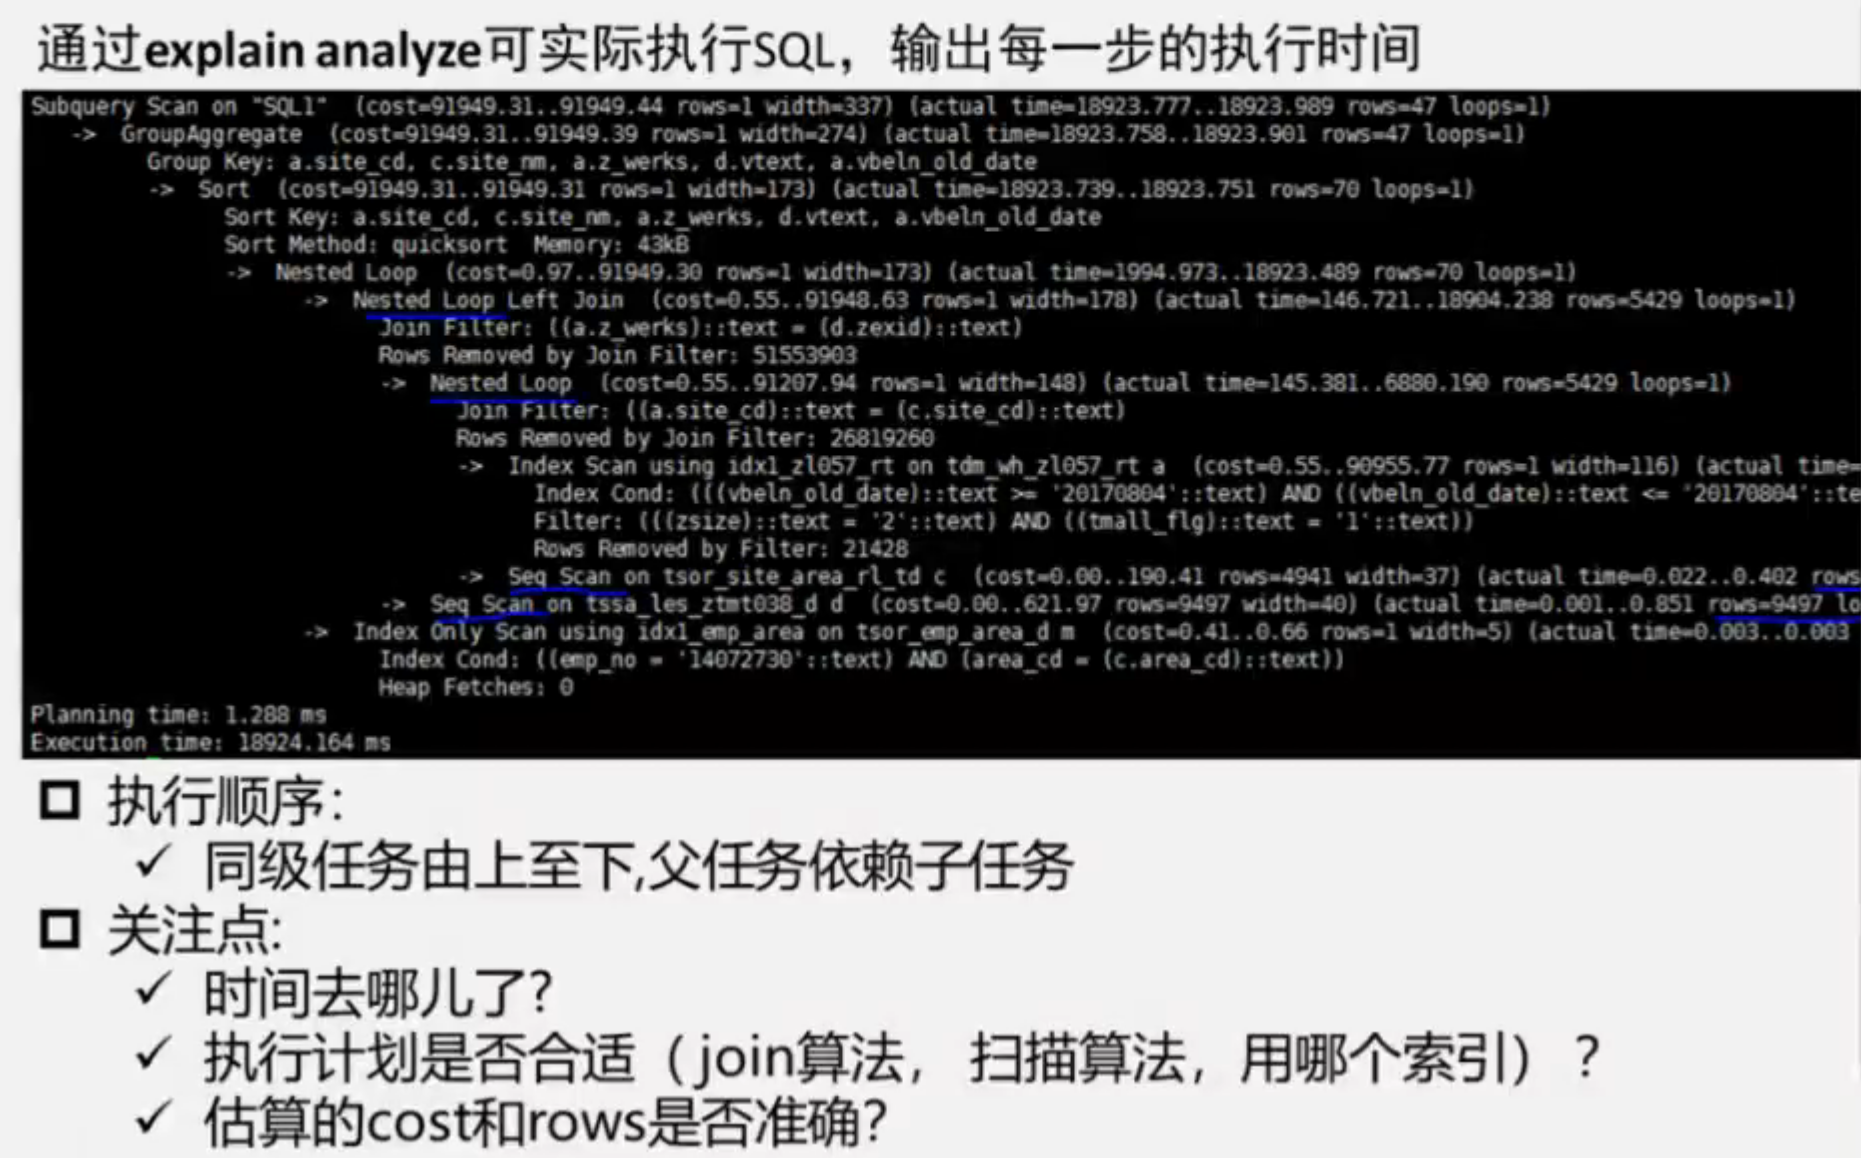 通过explain analyze可实际执行SQL，输出每一步的执行时间
Subquery Scan on "SQL1"  (cost=91949.31..91949.44 rows=1 width=337) (actual time=18923.777..18923.989 rows=47 loops=1)
->  GroupAggregate  (cost=91949.31..91949.39 rows=1 width=274) (actual time=18923.758..18923.901 rows=47 loops=1)
Group Key: a.site_cd, c.site_nm, a.z_werks, d.vtext, a.vbeln_old_date
->  Sort  (cost=91949.31..91949.31 rows=1 width=173) (actual time=18923.739..18923.751 rows=70 loops=1)
Sort Key: a.site_cd, c.site_nm, a.z_werks, d.vtext, a.vbeln_old_date
Sort Method: quicksort  Memory: 43kB
->  Nested Loop  (cost=0.97..91949.30 rows=1 width=173) (actual time=1994.973..18923.489 rows=70 loops=1)
->  Nested Loop Left Join  (cost=0.55..91948.63 rows=1 width=178) (actual time=146.721..18904.238 rows=5429 loops=1)
Join Filter: ((a.z_werks)::text = (d.zexid)::text)
Rows Removed by Join Filter: 51553903
->  Nested Loop  (cost=0.55..91207.94 rows=1 width=148) (actual time=145.381..6880.190 rows=5429 loops=1)
Join Filter: ((a.site_cd)::text = (c.site_cd)::text)
Rows Removed by Join Filter: 26819260
->  Index Scan using idx1_zl057_rt on tdm_wh_zl057_rt a  (cost=0.55..90955.77 rows=1 width=116) (actual time=
Index Cond: (((vbeln_old_date)::text >= '20170804'::text) AND ((vbeln_old_date)::text <= '20170804'::te
Filter: (((zsize)::text = '2'::text) AND ((tmall_flg)::text = '1'::text))
Rows Removed by Filter: 21428
->  Seq Scan on tsor_site_area_rl_td c  (cost=0.00..190.41 rows=4941 width=37) (actual time=0.022..0.402 rows
->  Seq Scan on tssa_les_ztmt038_d d  (cost=0.00..621.97 rows=9497 width=40) (actual time=0.001..0.851 rows=9497 lo
->  Index Only Scan using idx1_emp_area on tsor_emp_area_d m  (cost=0.41..0.66 rows=1 width=5) (actual time=0.003..0.003
Index Cond: ((emp_no = '14072730'::text) AND (area_cd = (c.area_cd)::text))
Heap Fetches: 0
Planning time: 1.288 ms
Execution time: 18924.164 ms
执行顺序:
✓ 同级任务由上至下,父任务依赖子任务
关注点:
✓ 时间去哪儿了?
✓ 执行计划是否合适（join算法， 扫描算法，用哪个索引）？
✓ 估算的cost和rows是否准确?